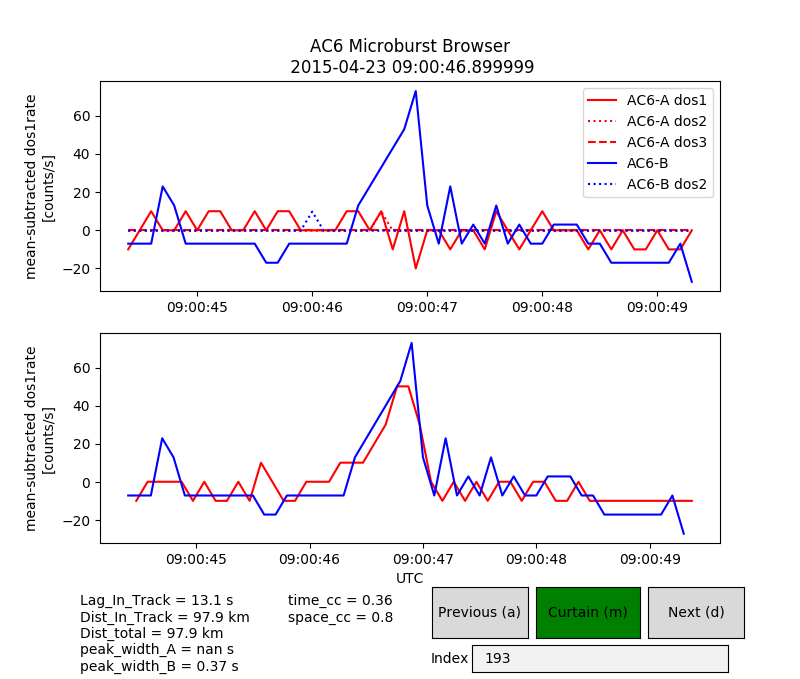 AC6 Microburst Browser
2015-04-23 09:00:46.899999
mean-subtracted dos1rate
[counts/s]
60
40
20
0
−20
AC6-A dos1
AC6-A dos2
AC6-A dos3
AC6-B
AC6-B dos2
09:00:45
09:00:46
09:00:47
09:00:48
09:00:49
mean-subtracted dos1rate
[counts/s]
60
40
20
0
−20
09:00:45
09:00:46
09:00:47
09:00:48
09:00:49
UTC
Lag_In_Track = 13.1 s
Dist_In_Track = 97.9 km
Dist_total = 97.9 km
peak_width_A = nan s
peak_width_B = 0.37 s
time_cc = 0.36
space_cc = 0.8
Previous (a)
Curtain (m)
Next (d)
Index
193